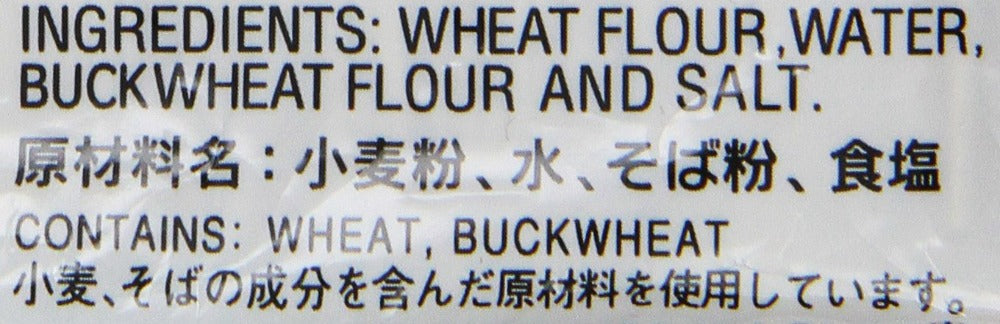 INGREDIENTS: WHEAT FLOUR,WATER,
BUCKWHEAT FLOUR AND SALT.
原材料名：小麦粉、水、そば粉、食塩
CONTAINS: WHEAT, BUCKWHEAT
小麦、そばの成分を含んだ原材料を使用しています。